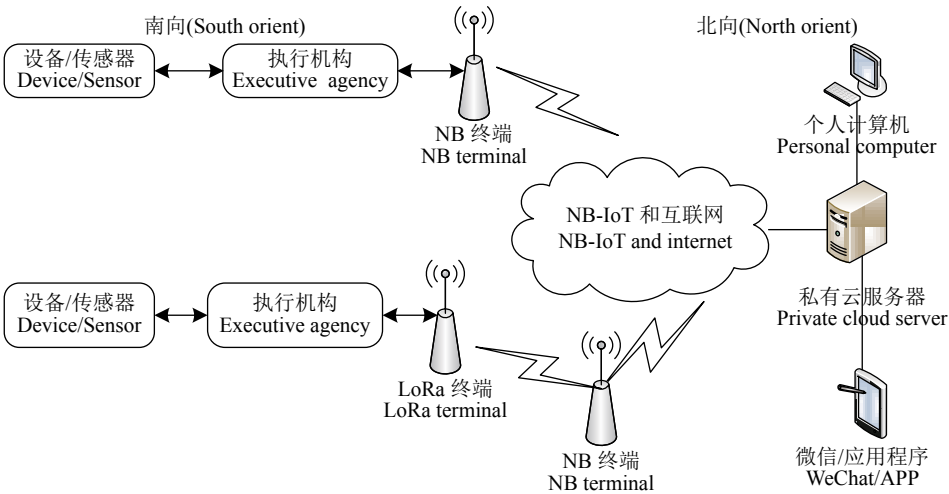 南向(South orient)
北向(North orient)
设备/传感器
Device/Sensor
执行机构
Executive agency
NB 终端
NB terminal
个人计算机
Personal computer
NB-IoT 和互联网
NB-IoT and internet
私有云服务器
Private cloud server
设备/传感器
Device/Sensor
执行机构
Executive agency
LoRa 终端
LoRa terminal
NB 终端
NB terminal
微信/应用程序
WeChat/APP